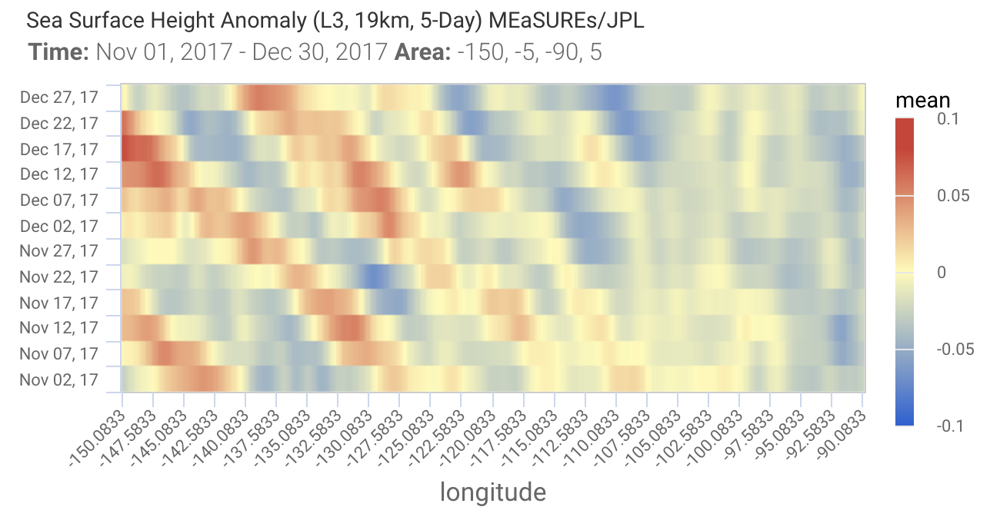 Sea Surface Height Anomaly (L3, 19km, 5-Day) MEaSUREs/JPL
Time: Nov 01, 2017 - Dec 30, 2017 Area: -150, -5, -90, 5
Dec 27, 17
Dec 22, 17
Dec 17, 17
Dec 12, 17
Dec 07, 17
Dec 02, 17
Nov 27, 17
Nov 22, 17
Nov 17, 17
Nov 12, 17
Nov 07, 17
Nov 02, 17
-150.0833
-147.5833
-145.0833
-142.5833
-140.0833
-137.5833
-135.0833
-132.5833
-130.0833
-127.5833
-125.0833
-122.5833
-120.0833
-117.5833
-115.0833
-112.5833
-110.0833
-107.5833
-105.0833
-102.5833
-100.0833
-97.5833
-95.0833
-92.5833
-90.0833
longitude
mean
0.1
0.05
0
-0.05
-0.1